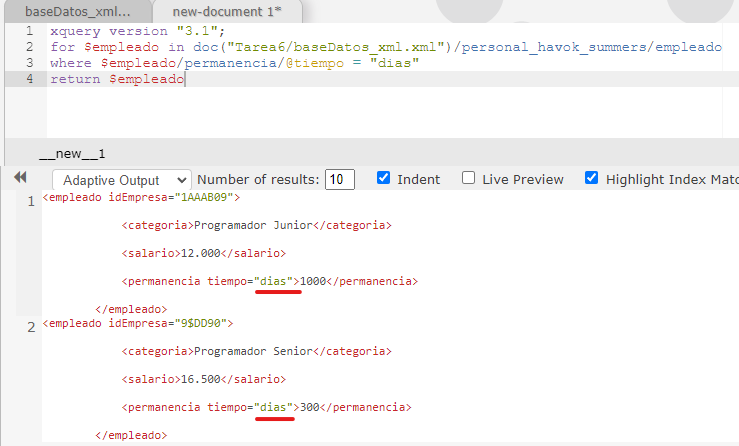 baseDatos_xml...
new-document 1*
1 xquery version "3.1";
2 for $empleado in doc("Tarea6/baseDatos_xml.xml")/personal_havok_summers/empleado
3 where $empleado/permanencia/@tiempo = "dias"
4 return $empleado
__new__1
Adaptive Output Number of results: 10 Indent Live Preview Highlight Index Matc
1 <empleado idEmpresa="1AAAB09">
<categoria>Programador Junior</categoria>
<salario>12.000</salario>
<permanencia tiempo="dias">1000</permanencia>
</empleado>
2 <empleado idEmpresa="9$DD90">
<categoria>Programador Senior</categoria>
<salario>16.500</salario>
<permanencia tiempo="dias">300</permanencia>
</empleado>